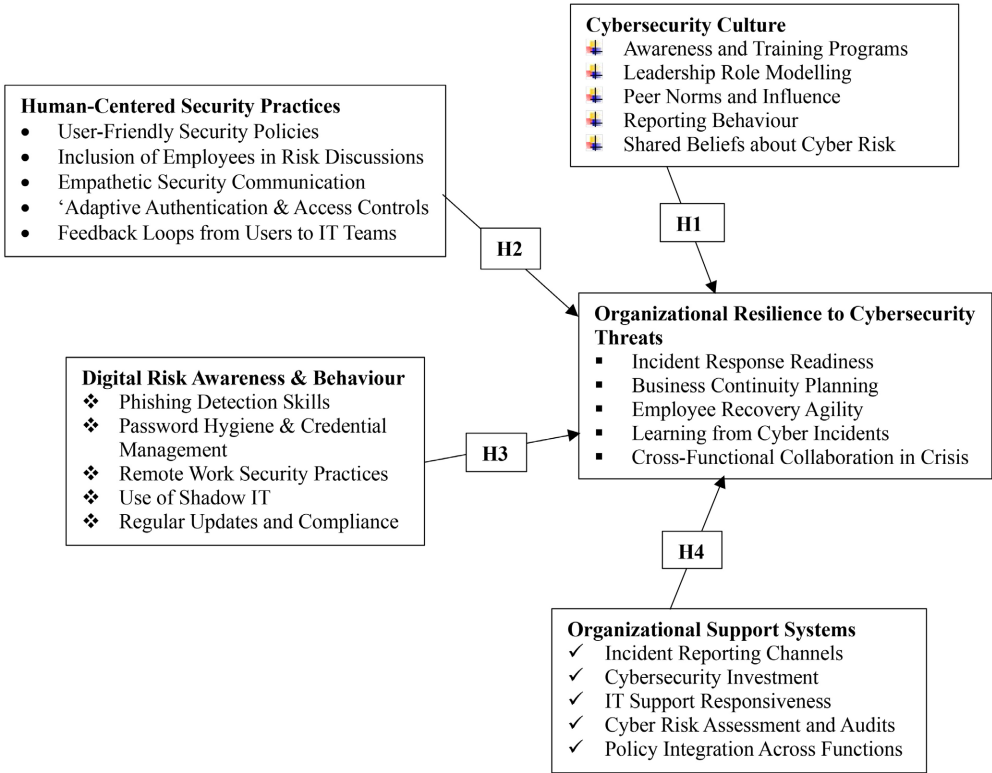 Cybersecurity Culture
Awareness and Training Programs
Leadership Role Modelling
Peer Norms and Influence
Reporting Behaviour
Shared Beliefs about Cyber Risk
Human-Centered Security Practices
User-Friendly Security Policies
Inclusion of Employees in Risk Discussions
Empathetic Security Communication
‘Adaptive Authentication & Access Controls
Feedback Loops from Users to IT Teams
H1
H2
Organizational Resilience to Cybersecurity
Threats
Incident Response Readiness
Business Continuity Planning
Employee Recovery Agility
Learning from Cyber Incidents
Cross-Functional Collaboration in Crisis
Digital Risk Awareness & Behaviour
Phishing Detection Skills
Password Hygiene & Credential
Management
Remote Work Security Practices
Use of Shadow IT
Regular Updates and Compliance
H3
H4
Organizational Support Systems
Incident Reporting Channels
Cybersecurity Investment
IT Support Responsiveness
Cyber Risk Assessment and Audits
Policy Integration Across Functions